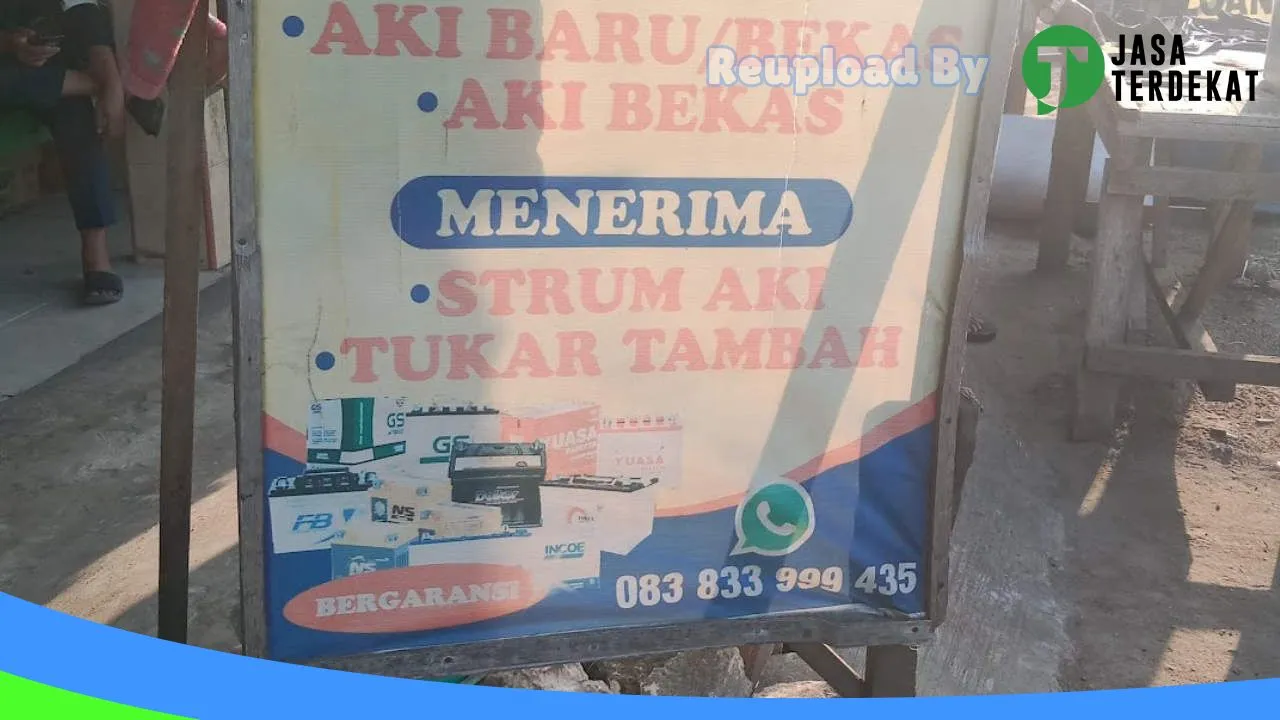 • AKI BARU/BEKAS
• AKI BEKAS
MENERIMA
• STRUM AKI
• TUKAR TAMBAH
GS
GS
YUASA
YUASA
FB
NS
NS
INCOE
BERGARANSI
083 833 999 435
Reupload By
JASA
TERDEKAT